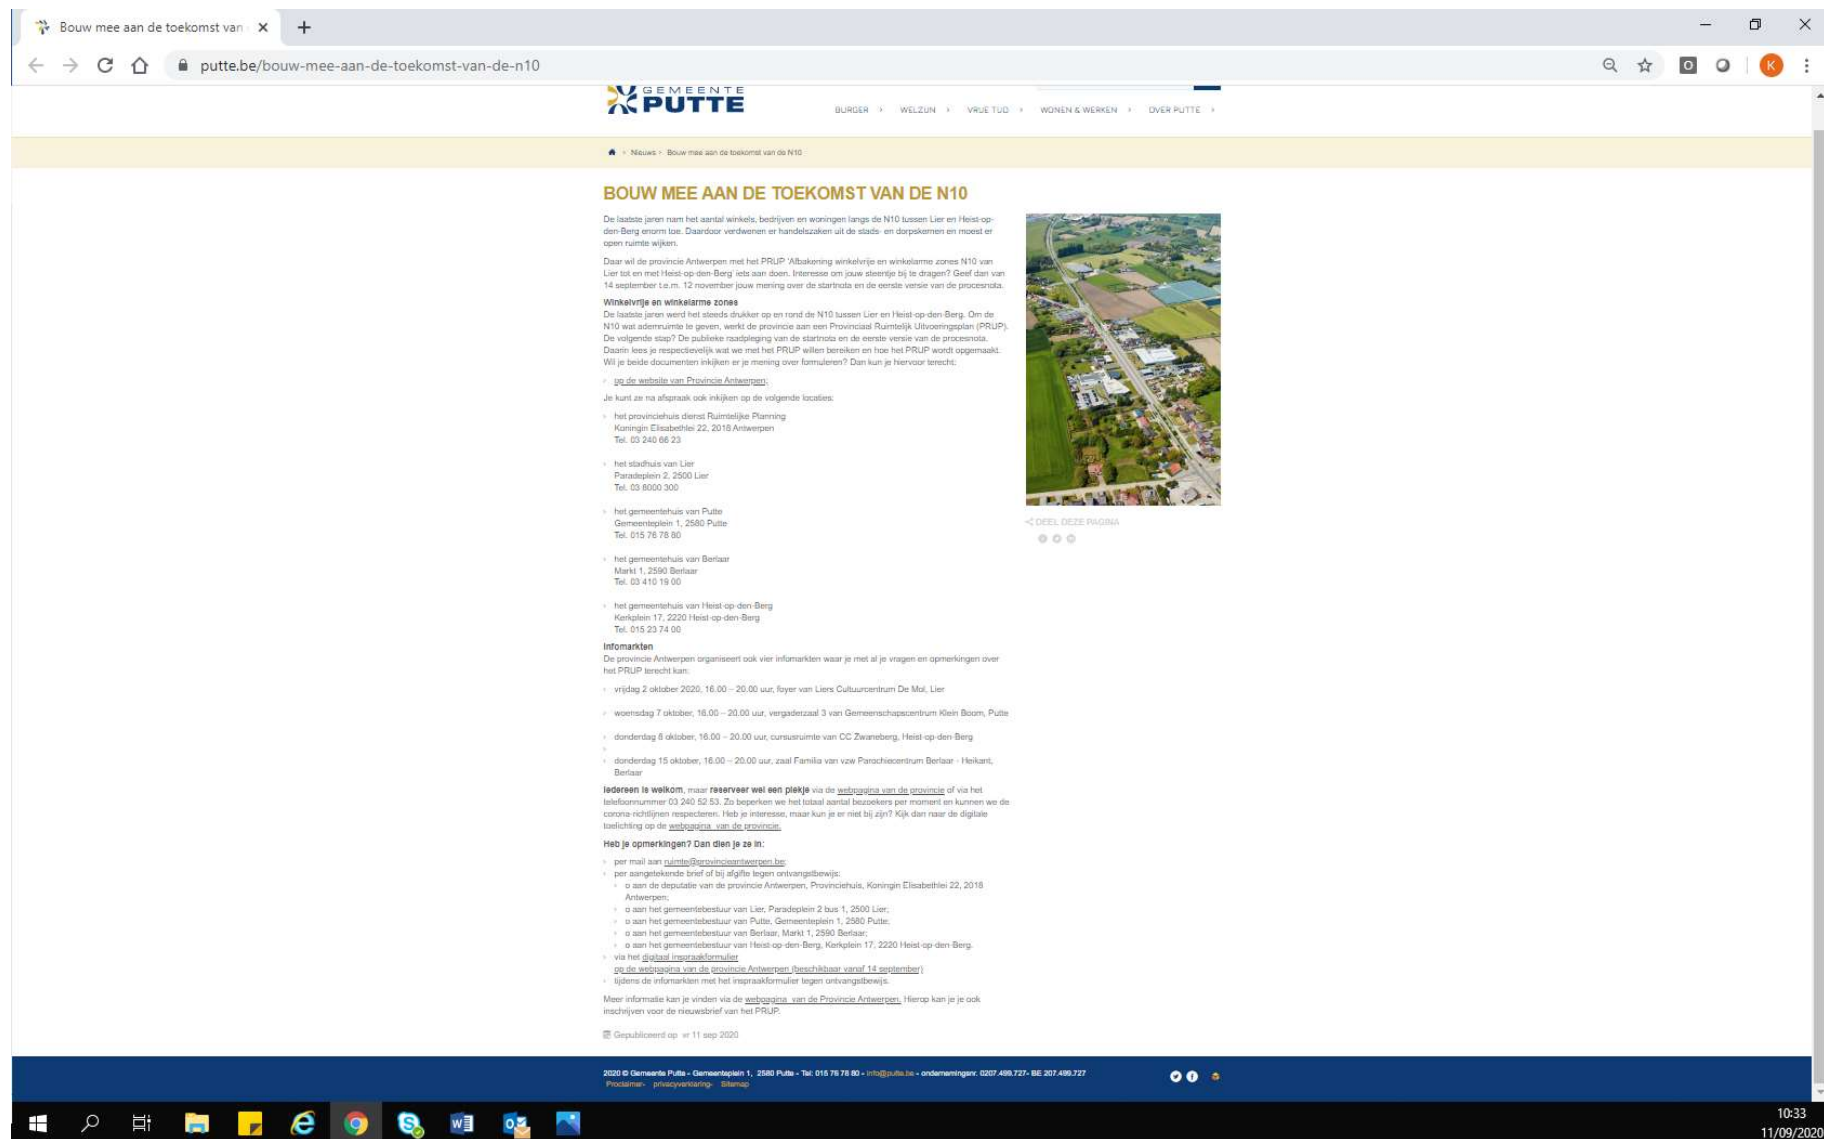 Bouw mee aan de toekomst van
putte.be/bouw-mee-aan-de-toekomst-van-de-n10
K
GEMEENTE
PUTTE
BURGER
WELZIJN
VRIJE TIJD
WONEN & WERKEN
OVER PUTTE
Nieuws
Bouw mee aan de toekomst van de N10
BOUW MEE AAN DE TOEKOMST VAN DE N10
De laatste jaren nam het aantal winkels, bedrijven en woningen langs de N10 tussen Lier en Heist-op-
den-Berg enorm toe. Daardoor verdwenen er handelszaken uit de stads- en dorpskernen en moest er
open ruimte wijken.
Daar wil de provincie Antwerpen met het PRUP 'Afbakening winkelvrije en winkelarme zones N10 van
Lier tot en met Heist-op-den-Berg' iets aan doen. Interesse om jouw steentje bij te dragen? Geef dan van
14 september t.e.m. 12 november jouw mening over de startnota en de eerste versie van de procesnota.
Winkelvrije en winkelarme zones
De laatste jaren werd het steeds drukker op en rond de N10 tussen Lier en Heist-op-den-Berg. Om de
N10 wat ademruimte te geven, werkt de provincie aan een Provinciaal Ruimtelijk Uitvoeringsplan (PRUP).
De volgende stap? De publieke raadpleging van de startnota en de eerste versie van de procesnota.
Daarin lees je respectievelijk wat we met het PRUP willen bereiken en hoe het PRUP wordt opgemaakt.
Wil je beide documenten inkijken er je mening over formuleren? Dan kun je hiervoor terecht:
op de website van Provincie Antwerpen;
Je kunt ze na afspraak ook inkijken op de volgende locaties:
het provinciehuis dienst Ruimtelijke Planning
Koningin Elisabethlei 22, 2018 Antwerpen
Tel. 03 240 66 23
het stadhuis van Lier
Paradeplein 2, 2500 Lier
Tel. 03 8000 300
het gemeentehuis van Putte
Gemeenteplein 1, 2580 Putte
Tel. 015 76 78 80
het gemeentehuis van Berlaar
Markt 1, 2590 Berlaar
Tel. 03 410 19 00
het gemeentehuis van Heist-op-den-Berg
Kerkplein 17, 2220 Heist-op-den-Berg
Tel. 015 23 74 00
DEEL DEZE PAGINA
Infomarkten
De provincie Antwerpen organiseert ook vier infomarkten waar je met al je vragen en opmerkingen over
het PRUP terecht kan:
vrijdag 2 oktober 2020, 16.00 – 20.00 uur, foyer van Liers Cultuurcentrum De Mol, Lier
woensdag 7 oktober, 16.00 – 20.00 uur, vergaderzaal 3 van Gemeenschapscentrum Klein Boom, Putte
donderdag 8 oktober, 16.00 – 20.00 uur, cursusruimte van CC Zwaneberg, Heist-op-den-Berg
donderdag 15 oktober, 16.00 – 20.00 uur, zaal Familia van vzw Parochiecentrum Berlaar - Heikant,
Berlaar
Iedereen is welkom, maar reserveer wel een plekje via de webpagina van de provincie of via het
telefoonnummer 03 240 52 53. Zo beperken we het totaal aantal bezoekers per moment en kunnen we de
corona-richtlijnen respecteren. Heb je interesse, maar kun je er niet bij zijn? Kijk dan naar de digitale
toelichting op de webpagina van de provincie.
Heb je opmerkingen? Dan dien je ze in:
per mail aan ruimte@provincieantwerpen.be;
per aangetekende brief of bij afgifte tegen ontvangstbewijs:
o aan de deputatie van de provincie Antwerpen, Provinciehuis, Koningin Elisabethlei 22, 2018
Antwerpen;
o aan het gemeentebestuur van Lier, Paradeplein 2 bus 1, 2500 Lier;
o aan het gemeentebestuur van Putte, Gemeenteplein 1, 2580 Putte;
o aan het gemeentebestuur van Berlaar, Markt 1, 2590 Berlaar;
o aan het gemeentebestuur van Heist-op-den-Berg, Kerkplein 17, 2220 Heist-op-den-Berg.
via het digitaal inspraakformulier
op de webpagina van de provincie Antwerpen (beschikbaar vanaf 14 september)
tijdens de infomarkten met het inspraakformulier tegen ontvangstbewijs.
Meer informatie kan je vinden via de webpagina van de Provincie Antwerpen. Hierop kan je je ook
inschrijven voor de nieuwsbrief van het PRUP.
Gepubliceerd op vr 11 sep 2020
2020 © Gemeente Putte - Gemeenteplein 1, 2580 Putte - Tel: 015 76 78 80 - info@putte.be - ondernemingsnr. 0207.499.727- BE 207.499.727
Proclaimer- privacyverklaring- Sitemap
10:33
11/09/2020